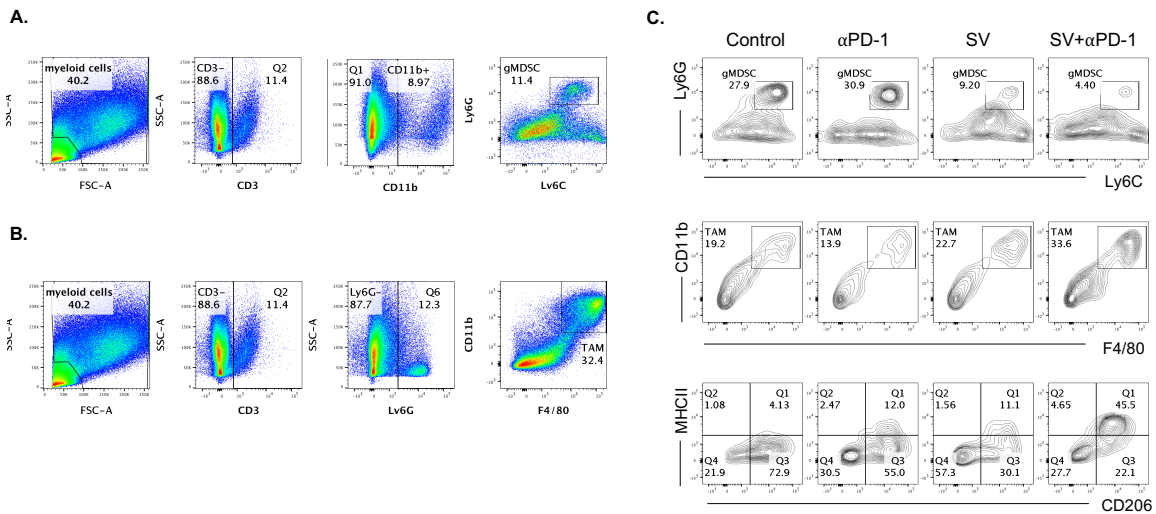 A.
myeloid cells
40.2
SSC-A
FSC-A
CD3-
88.6
Q2
11.4
SSC-A
CD3
Q1
91.0
CD11b+
8.97
CD11b
gMDSC
11.4
Ly6G
Ly6C
B.
myeloid cells
40.2
SSC-A
FSC-A
CD3-
88.6
Q2
11.4
SSC-A
CD3
Ly6G-
87.7
Q6
12.3
SSC-A
Ly6G
TAM
32.4
CD11b
F4/80
C.
Control
αPD-1
SV
SV+αPD-1
Ly6G
gMDSC
27.9
gMDSC
30.9
gMDSC
9.20
gMDSC
4.40
Ly6C
CD11b
TAM
19.2
TAM
13.9
TAM
22.7
TAM
33.6
F4/80
MHCII
Q2
1.08
Q1
4.13
Q4
21.9
Q3
72.9
Q2
2.47
Q1
12.0
Q4
30.5
Q3
55.0
Q2
1.56
Q1
11.1
Q4
57.3
Q3
30.1
Q2
4.65
Q1
45.5
Q4
27.7
Q3
22.1
CD206